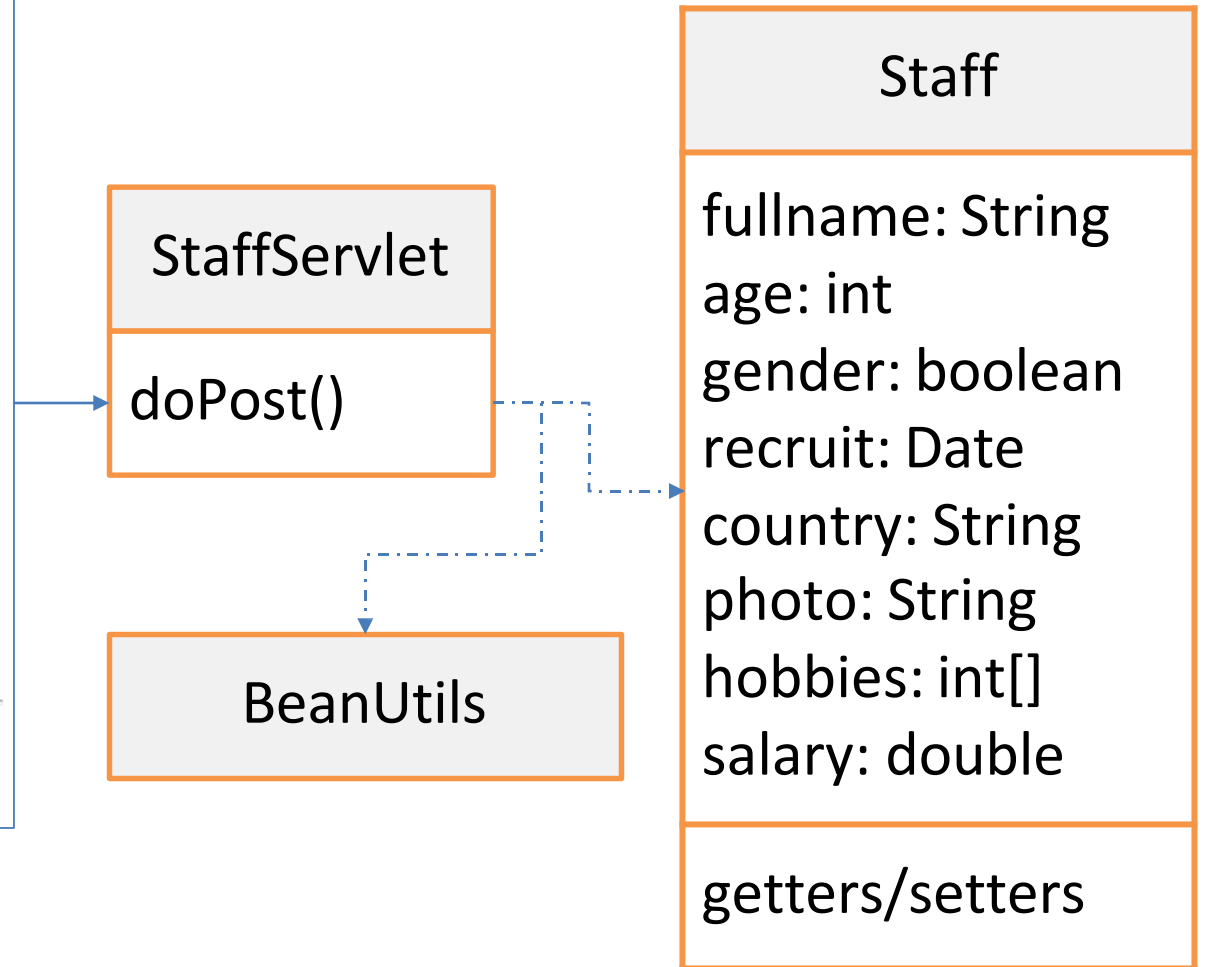 StaffServlet
doPost()
BeanUtils
Staff
fullname: String
age: int
gender: boolean
recruit: Date
country: String
photo: String
hobbies: int[]
salary: double
getters/setters